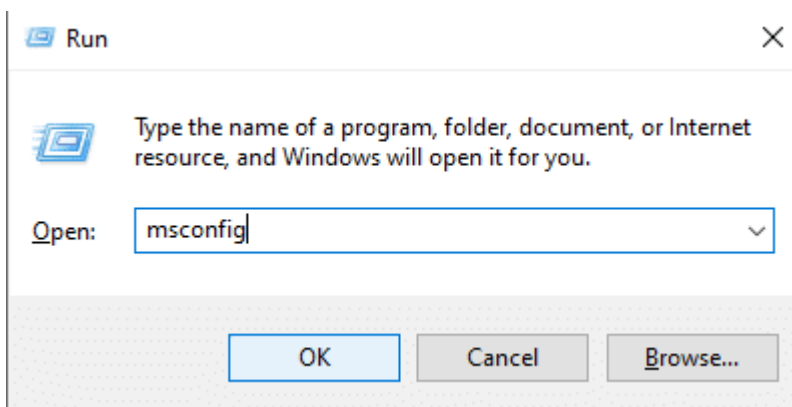 Run
Type the name of a program, folder, document, or Internet
resource, and Windows will open it for you.
Open: msconfig
OK Cancel Browse...